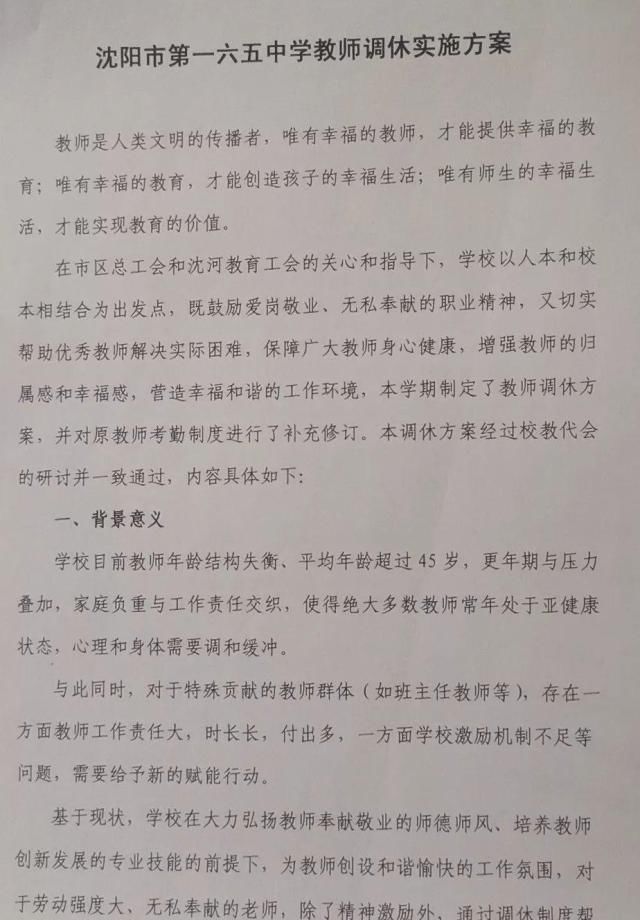 沈阳市第一六五中学教师调休实施方案
教师是人类文明的传播者，唯有幸福的教师，才能提供幸福的教
育；唯有幸福的教育，才能创造孩子的幸福生活；唯有师生的幸福生
活，才能实现教育的价值。
在市区总工会和沈河教育工会的关心和指导下，学校以人本和校
本相结合为出发点，既鼓励爱岗敬业、无私奉献的职业精神，又切实
帮助优秀教师解决实际困难，保障广大教师身心健康，增强教师的归
属感和幸福感，营造幸福和谐的工作环境，本学期制定了教师调休方
案，并对原教师考勤制度进行了补充修订。本调休方案经过校教代会
的研讨并一致通过，内容具体如下：
一、背景意义
学校目前教师年龄结构失衡、平均年龄超过 45 岁，更年期与压力
叠加，家庭负重与工作责任交织，使得绝大多数教师常年处于亚健康
状态，心理和身体需要调和缓冲。
与此同时，对于特殊贡献的教师群体（如班主任教师等），存在一
方面教师工作责任大，时长长，付出多，一方面学校激励机制不足等
问题，需要给予新的赋能行动。
基于现状，学校在大力弘扬教师奉献敬业的师德师风、培养教师
创新发展的专业技能的前提下，为教师创设和谐愉快的工作氛围，对
于劳动强度大、无私奉献的老师，除了精神激励外，通过调休制度帮